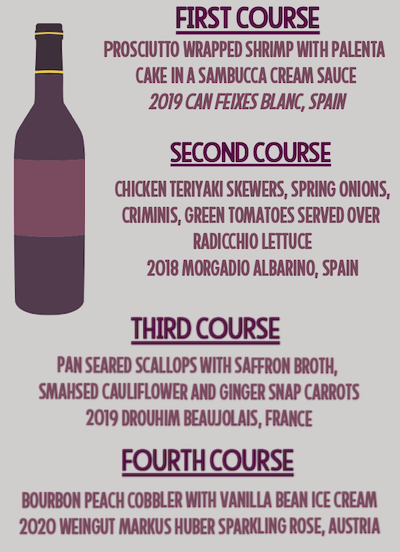 FIRST COURSE
PROSCIUTTO WRAPPED SHRIMP WITH PALENTA
CAKE IN A SAMBUCCA CREAM SAUCE
2019 CAN FEIXES BLANC, SPAIN
SECOND COURSE
CHICKEN TERIYAKI SKEWERS, SPRING ONIONS,
CRIMINIS, GREEN TOMATOES SERVED OVER
RADICCHIO LETTUCE
2018 MORGADIO ALBARINO, SPAIN
THIRD COURSE
PAN SEARED SCALLOPS WITH SAFFRON BROTH,
SMAHSED CAULIFLOWER AND GINGER SNAP CARROTS
2019 DROUHIM BEAUJOLAIS, FRANCE
FOURTH COURSE
BOURBON PEACH COBBLER WITH VANILLA BEAN ICE CREAM
2020 WEINGUT MARKUS HUBER SPARKLING ROSE, AUSTRIA